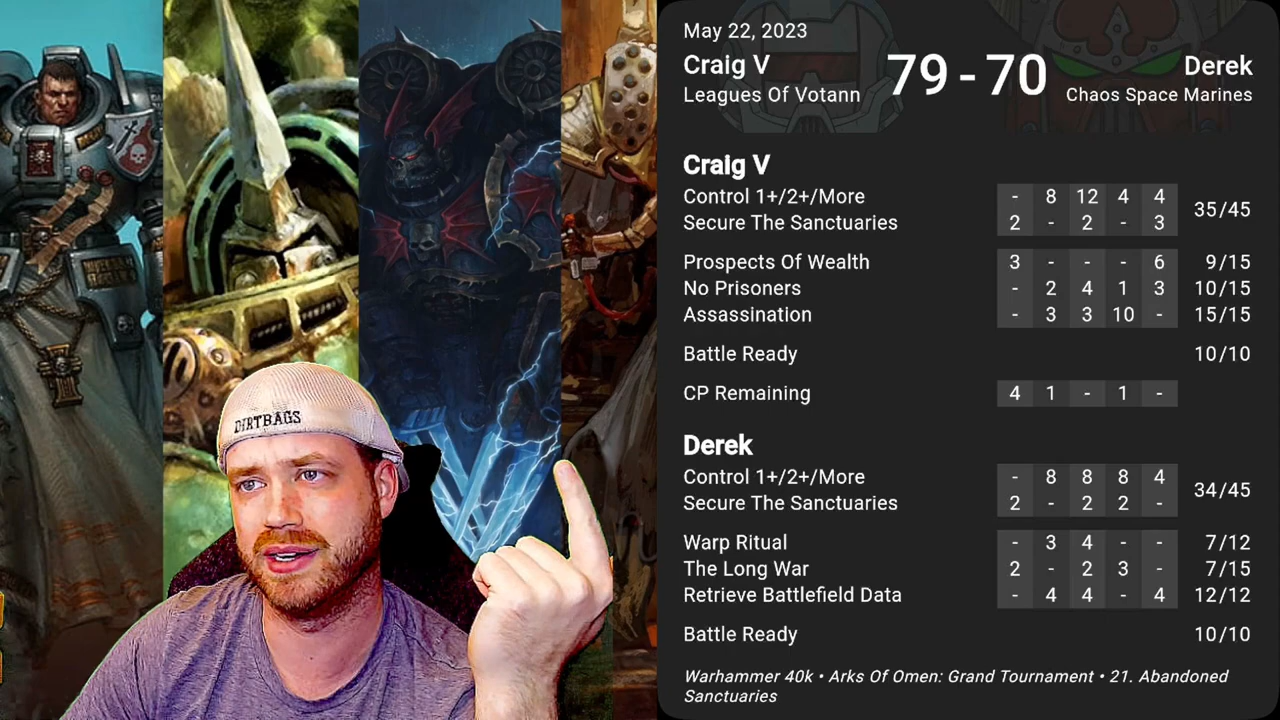 DIRTBAGS
May 22, 2023
Craig V 79 - 70 Derek
Leagues Of Votann Chaos Space Marines
Craig V
Control 1+/2+/More - 8 12 4 4 35/45
Secure The Sanctuaries 2 - 2 - 3
Prospects Of Wealth 3 - - - 6 9/15
No Prisoners - 2 4 1 3 10/15
Assassination - 3 3 10 - 15/15
Battle Ready 10/10
CP Remaining 4 1 - 1 -
Derek
Control 1+/2+/More - 8 8 8 4 34/45
Secure The Sanctuaries 2 - 2 2 -
Warp Ritual - 3 4 - - 7/12
The Long War 2 - 2 3 - 7/15
Retrieve Battlefield Data - 4 4 - 4 12/12
Battle Ready 10/10
Warhammer 40k • Arks Of Omen: Grand Tournament • 21. Abandoned
Sanctuaries